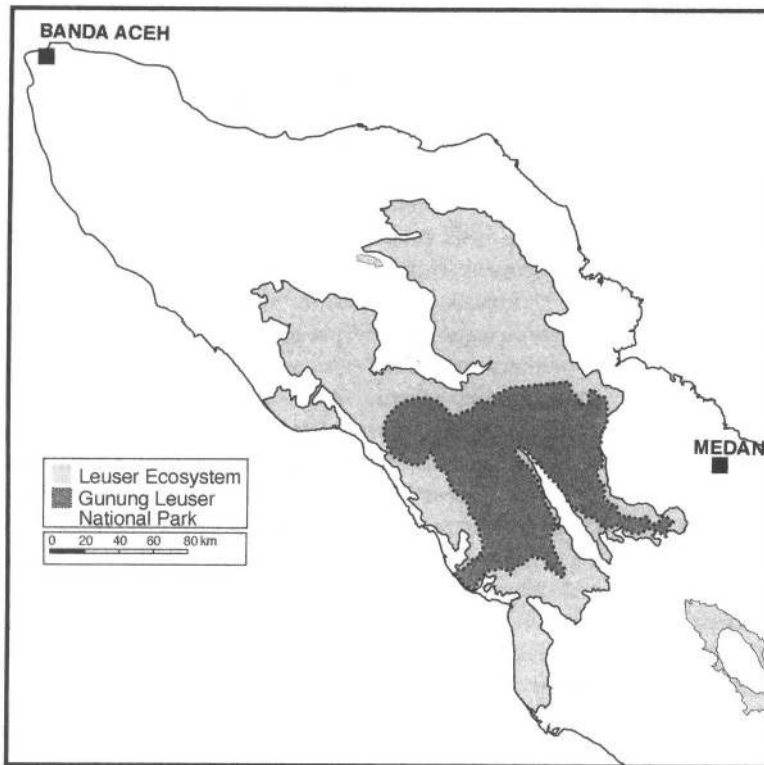 BANDA ACEH
MEDAN
Leuser Ecosystem
Gunung Leuser
National Park
0 20 40 60 80 km